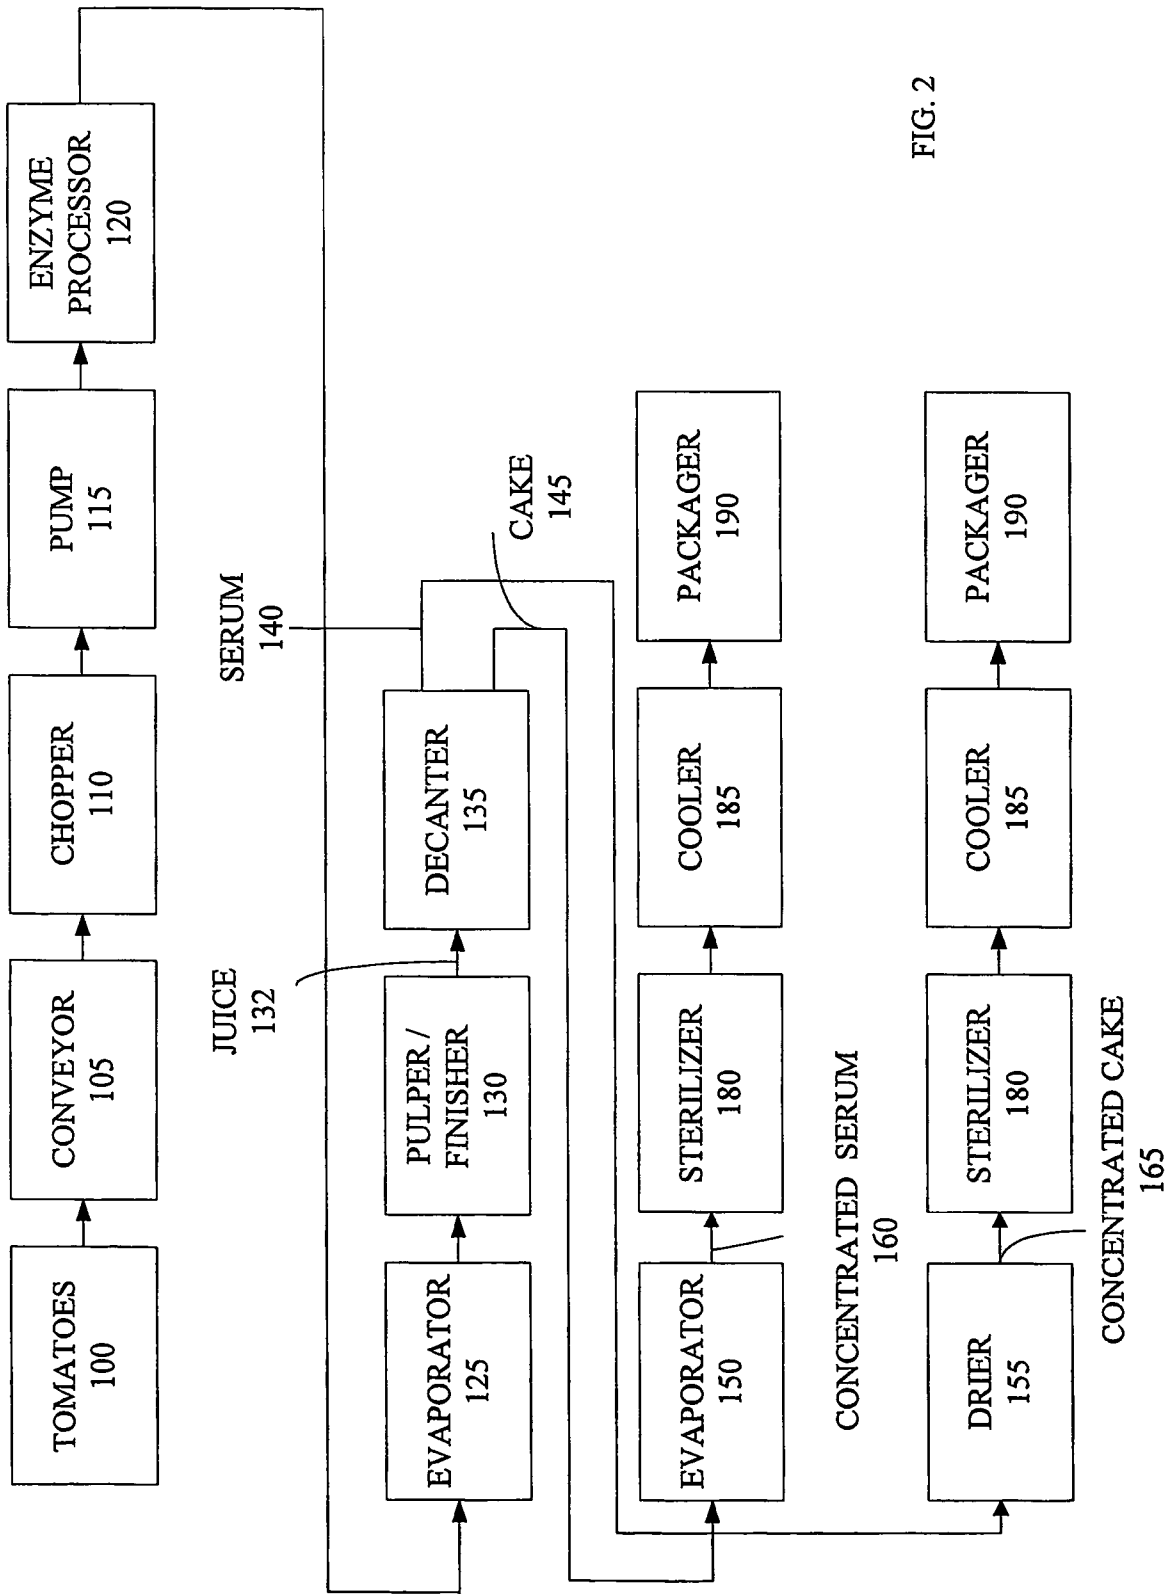 TOMATOES
100
CONVEYOR
105
CHOPPER
110
PUMP
115
ENZYME
PROCESSOR
120
JUICE
132
SERUM
140
EVAPORATOR
125
PULPER /
FINISHER
130
DECANTER
135
CAKE
145
EVAPORATOR
150
STERILIZER
180
COOLER
185
PACKAGER
190
CONCENTRATED SERUM
160
DRIER
155
STERILIZER
180
COOLER
185
PACKAGER
190
CONCENTRATED CAKE
165
FIG. 2